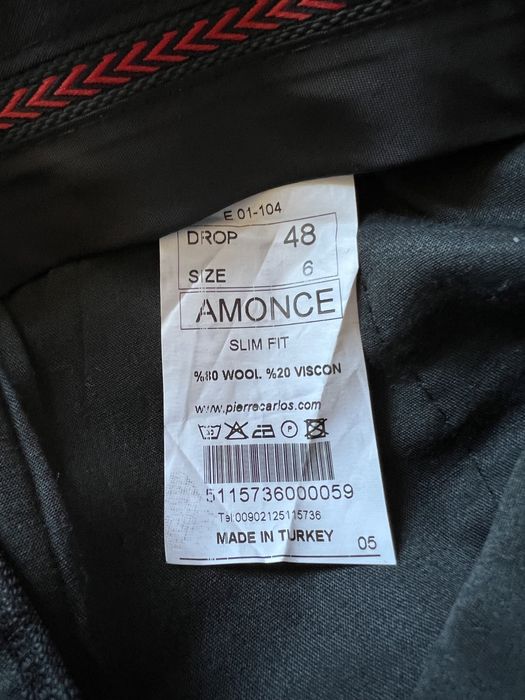 E 01-104
DROP 48
SIZE 6
AMONCE
SLIM FIT
%80 WOOL. %20 VISCON
www.pierrecarlos.com
5115736000059
Tel:00902125115736
MADE IN TURKEY 05